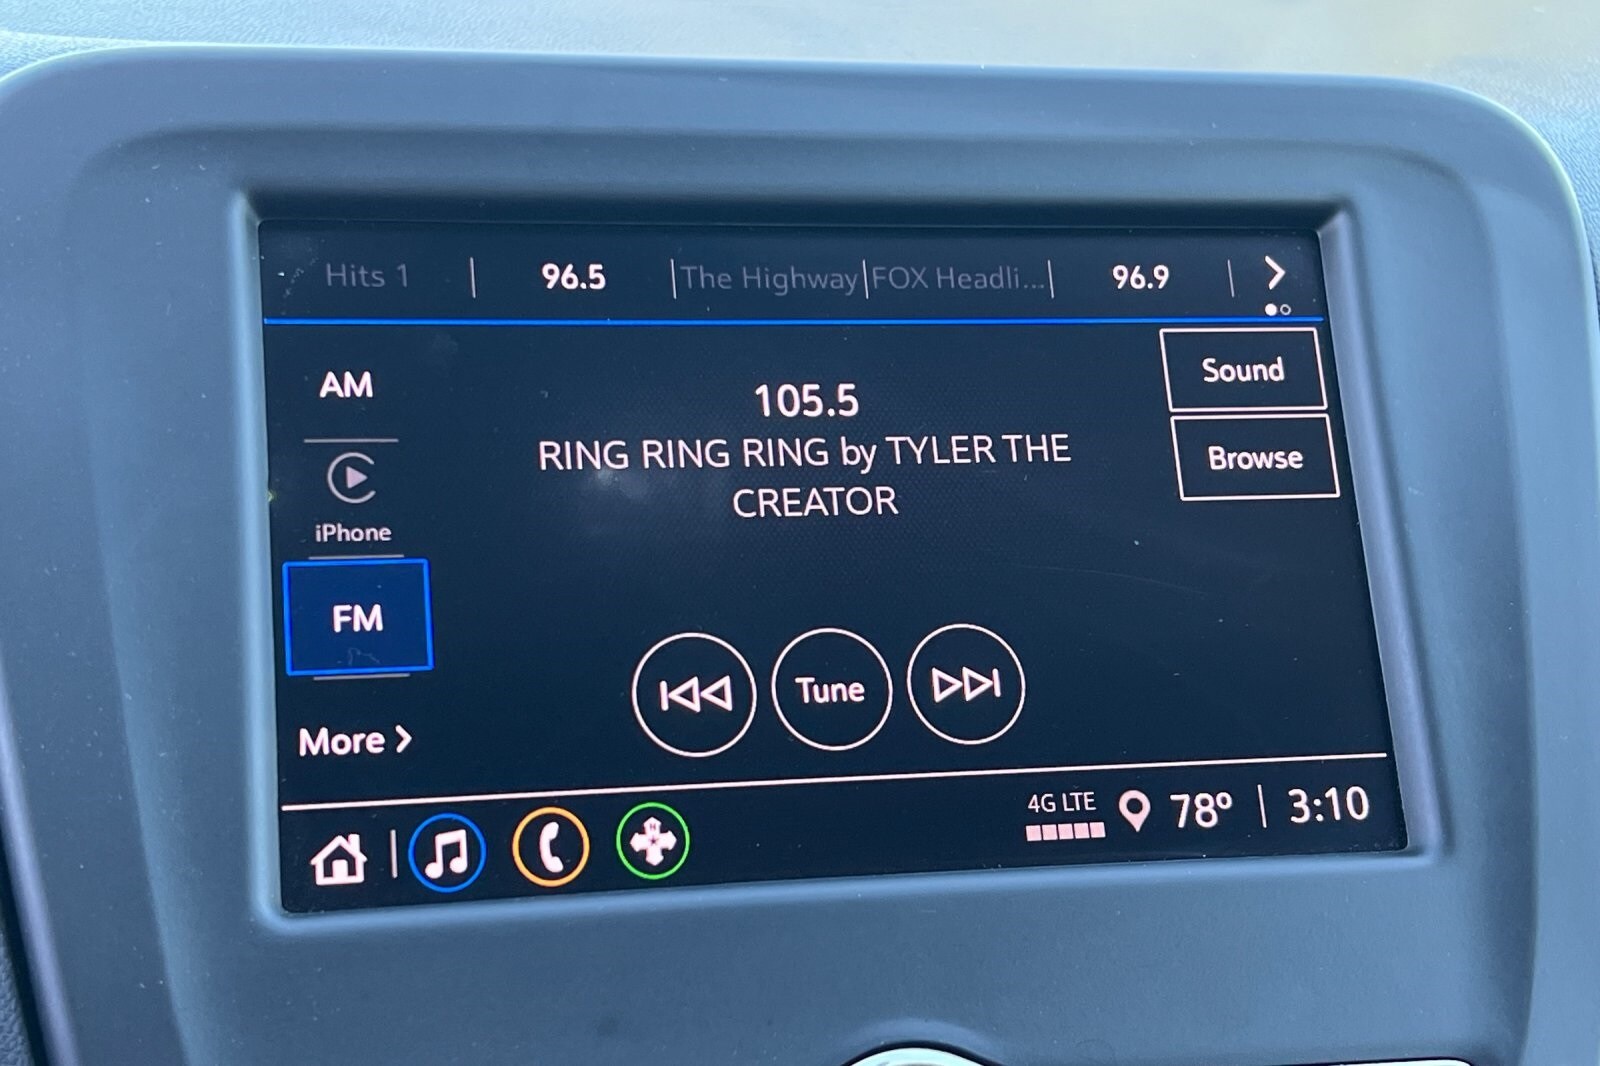 Hits 1 | 96.5 | The Highway | FOX Headli... | 96.9 |
AM
105.5
Sound
RING RING RING by TYLER THE
CREATOR
Browse
iPhone
FM
Tune
More
4G LTE
78° | 3:10